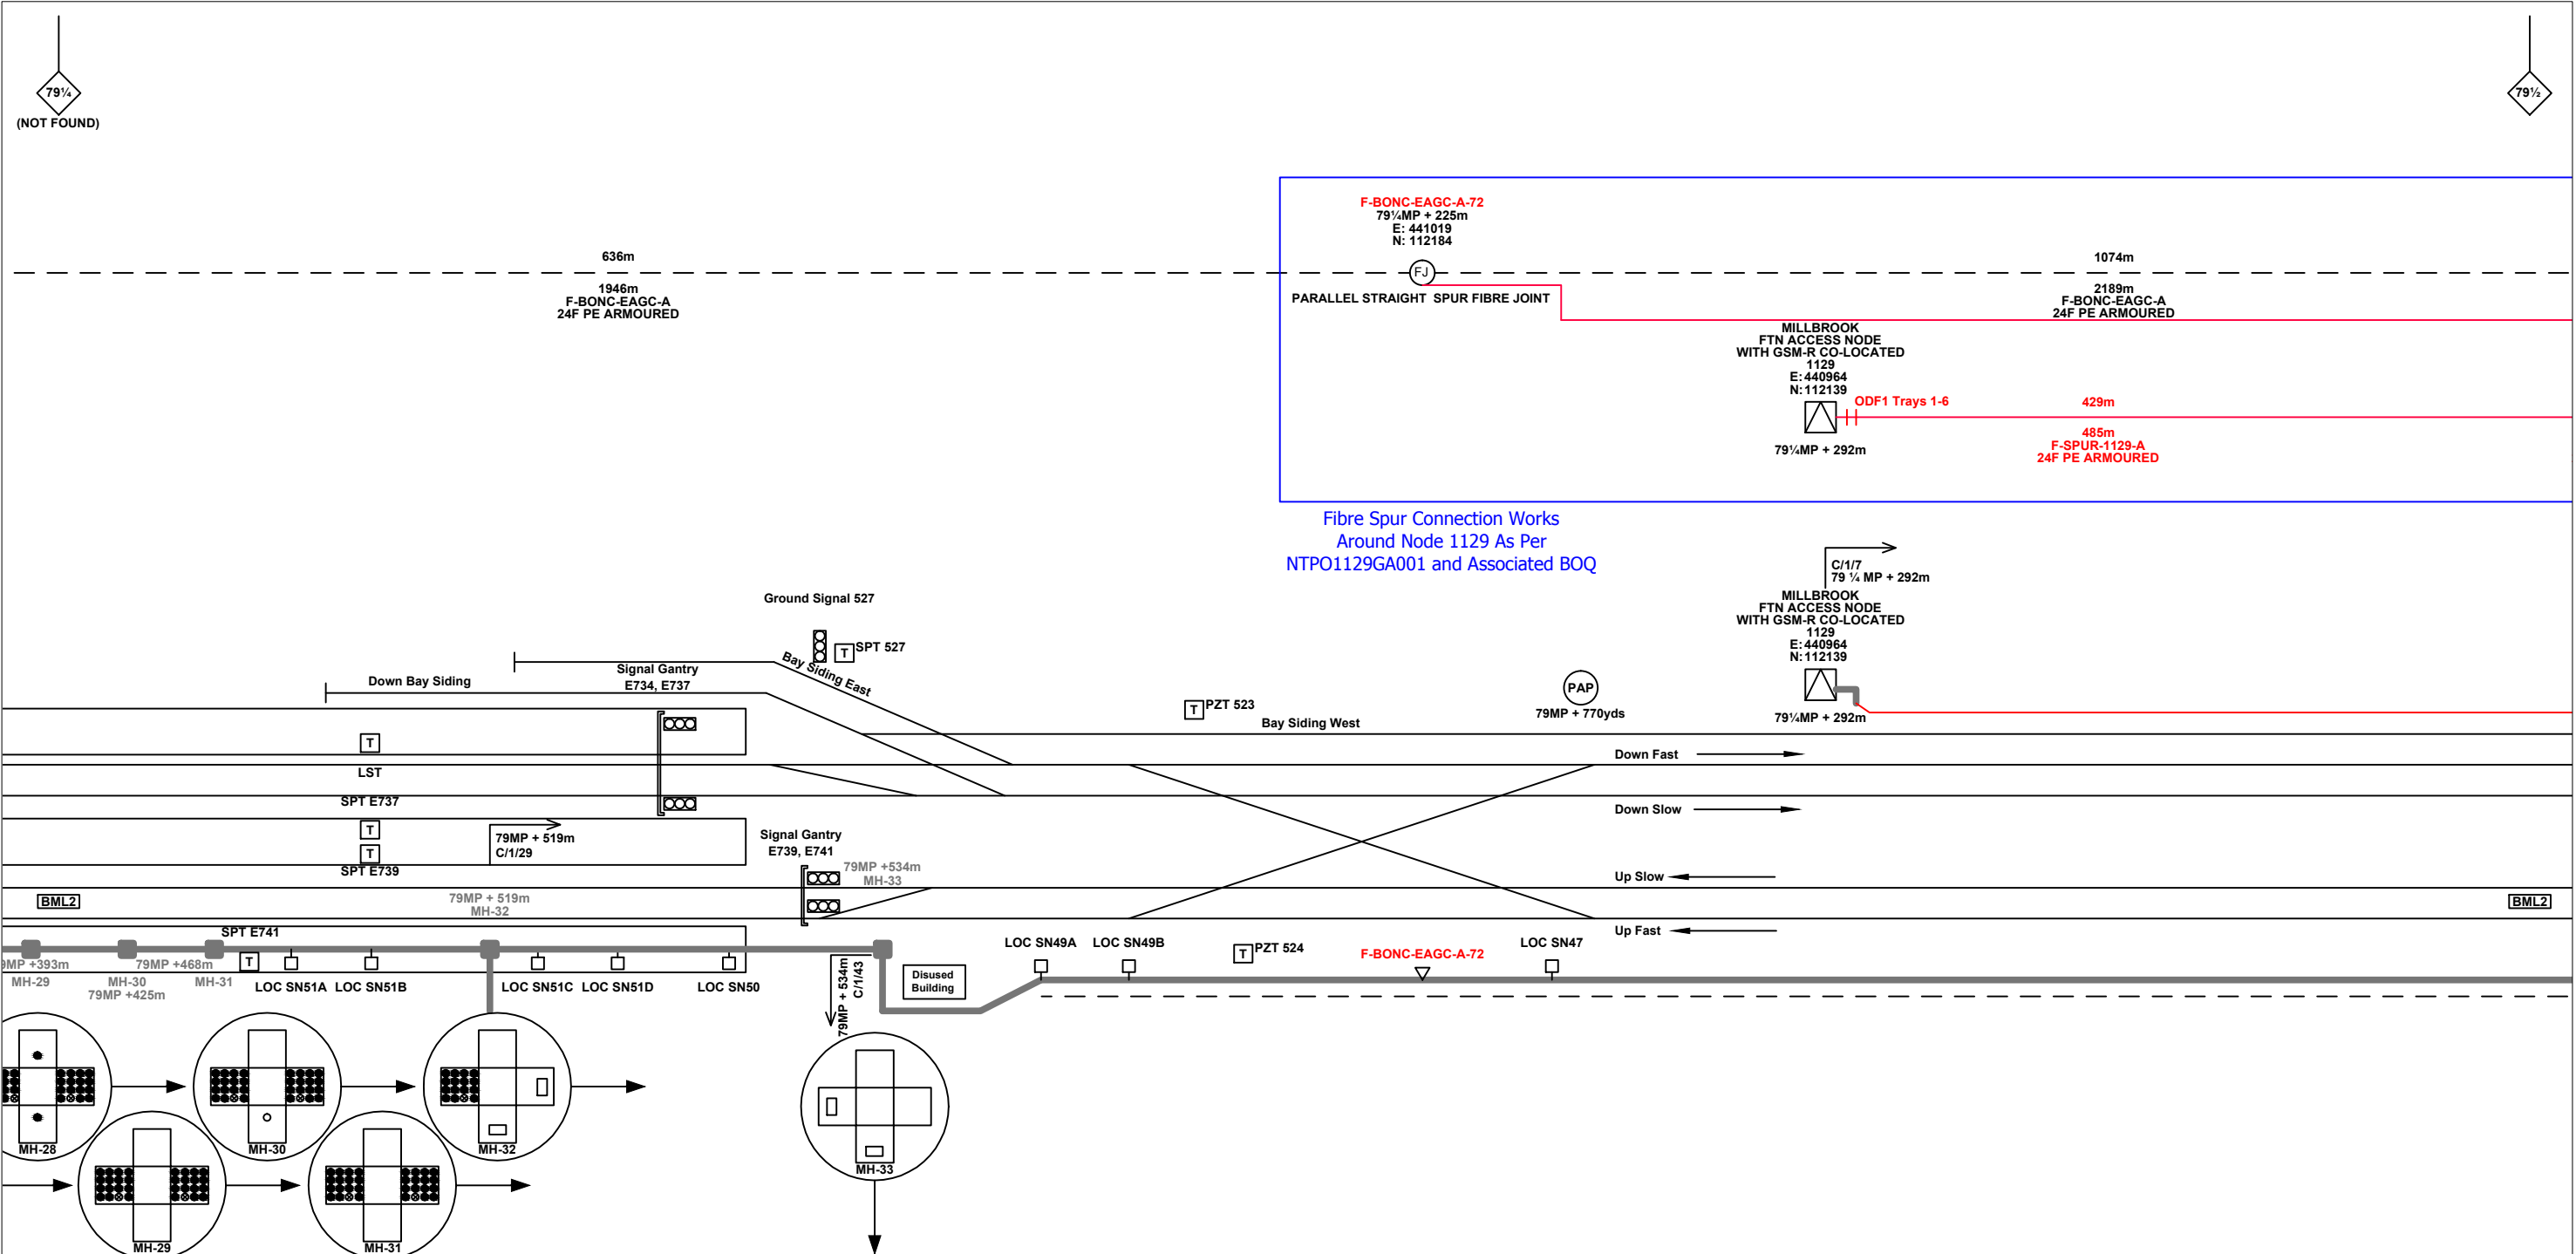 79¼
(NOT FOUND)
79½
F-BONC-EAGC-A-72
79¼MP + 225m
E: 441019
N: 112184
636m
1946m
F-BONC-EAGC-A
24F PE ARMOURED
FJ
PARALLEL STRAIGHT SPUR FIBRE JOINT
1074m
2189m
F-BONC-EAGC-A
24F PE ARMOURED
MILLBROOK
FTN ACCESS NODE
WITH GSM-R CO-LOCATED
1129
E:440964
N:112139
ODF1 Trays 1-6
429m
485m
F-SPUR-1129-A
24F PE ARMOURED
79¼MP + 292m
Fibre Spur Connection Works
Around Node 1129 As Per
NTPO1129GA001 and Associated BOQ
C/1/7
79 ¼ MP + 292m
MILLBROOK
FTN ACCESS NODE
WITH GSM-R CO-LOCATED
1129
E:440964
N:112139
79¼MP + 292m
Ground Signal 527
T SPT 527
Bay Siding East
Signal Gantry
E734, E737
Down Bay Siding
T PZT 523
PAP
79MP + 770yds
Bay Siding West
T
LST
Down Fast
SPT E737
Down Slow
T
T
79MP + 519m
C/1/29
Signal Gantry
E739, E741
SPT E739
79MP +534m
MH-33
Up Slow
BML2
79MP + 519m
MH-32
BML2
SPT E741
Up Fast
MP +393m
MH-29
79MP +468m
MH-30
79MP +425m
MH-31
T
LOC SN51A
LOC SN51B
LOC SN51C
LOC SN51D
LOC SN50
79MP + 534m
C/1/43
Disused
Building
LOC SN49A
LOC SN49B
T PZT 524
F-BONC-EAGC-A-72
LOC SN47
MH-28
MH-30
MH-32
MH-33
MH-29
MH-31